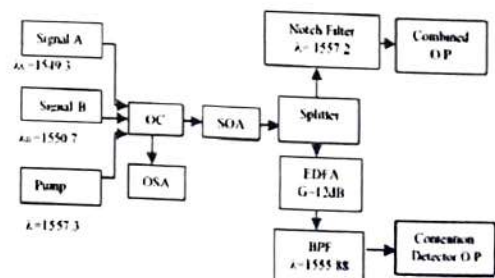 Signal A
λA=1549.3
Signal B
λB=1550.7
Pump
λ=1557.3
OC
OSA
SOA
Splitter
Notch Filter
λ= 1557.2
Combined
O/P
EDFA
G=12dB
BPF
λ=1555.88
Contention
Detector O/P